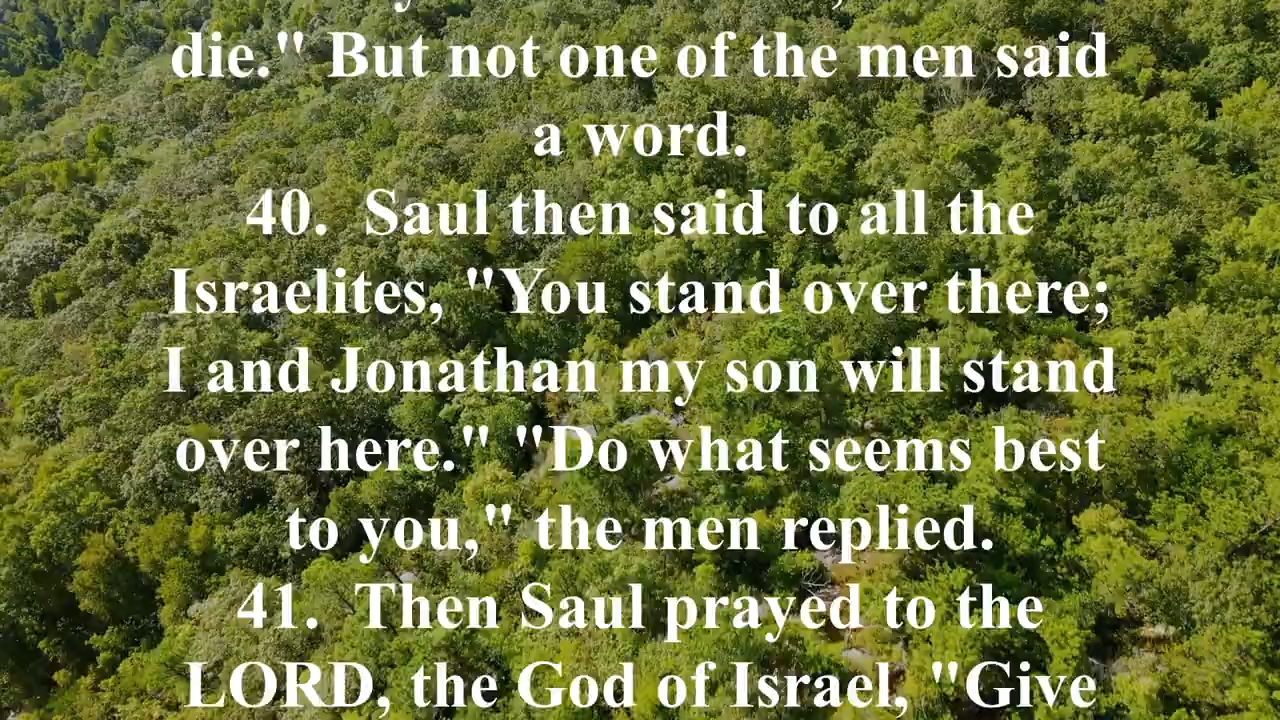 die." But not one of the men said
a word.
40. Saul then said to all the
Israelites, "You stand over there;
I and Jonathan my son will stand
over here." "Do what seems best
to you," the men replied.
41. Then Saul prayed to the
LORD, the God of Israel, "Give